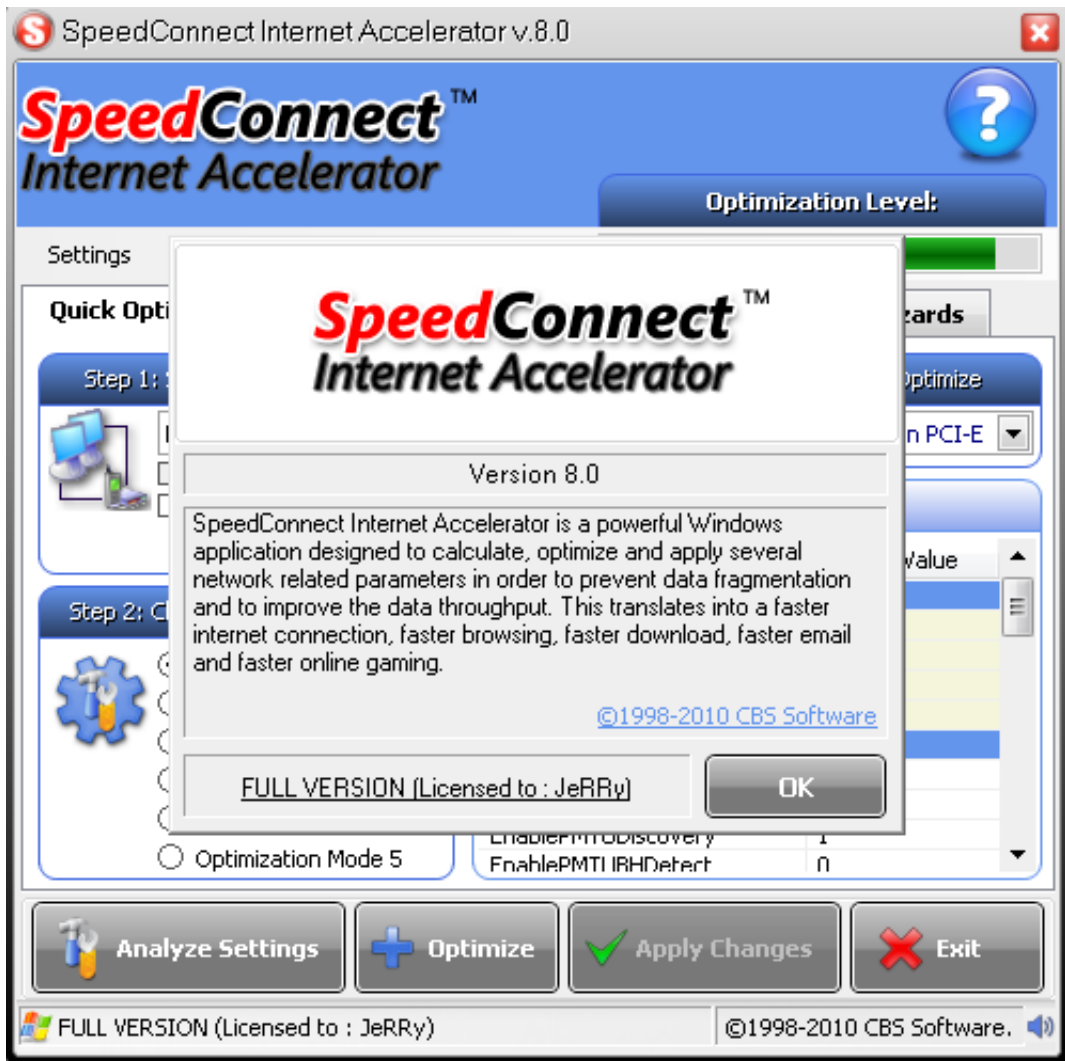 SpeedConnect Internet Accelerator v.8.0
SpeedConnect™
Internet Accelerator
Optimization Level:
Settings
Quick Opti
zards
SpeedConnect™
Internet Accelerator
Version 8.0
SpeedConnect Internet Accelerator is a powerful Windows
application designed to calculate, optimize and apply several
network related parameters in order to prevent data fragmentation
and to improve the data throughput. This translates into a faster
internet connection, faster browsing, faster download, faster email
and faster online gaming.
©1998-2010 CBS Software
FULL VERSION (Licensed to : JeRRy)
OK
Step 1:
Optimize
n PCI-E
Value
Step 2:
Optimization Mode 5
EnablePMTUDiscovery 1
EnablePMTUBHDetect 0
Analyze Settings
Optimize
Apply Changes
Exit
FULL VERSION (Licensed to : JeRRy)
©1998-2010 CBS Software.